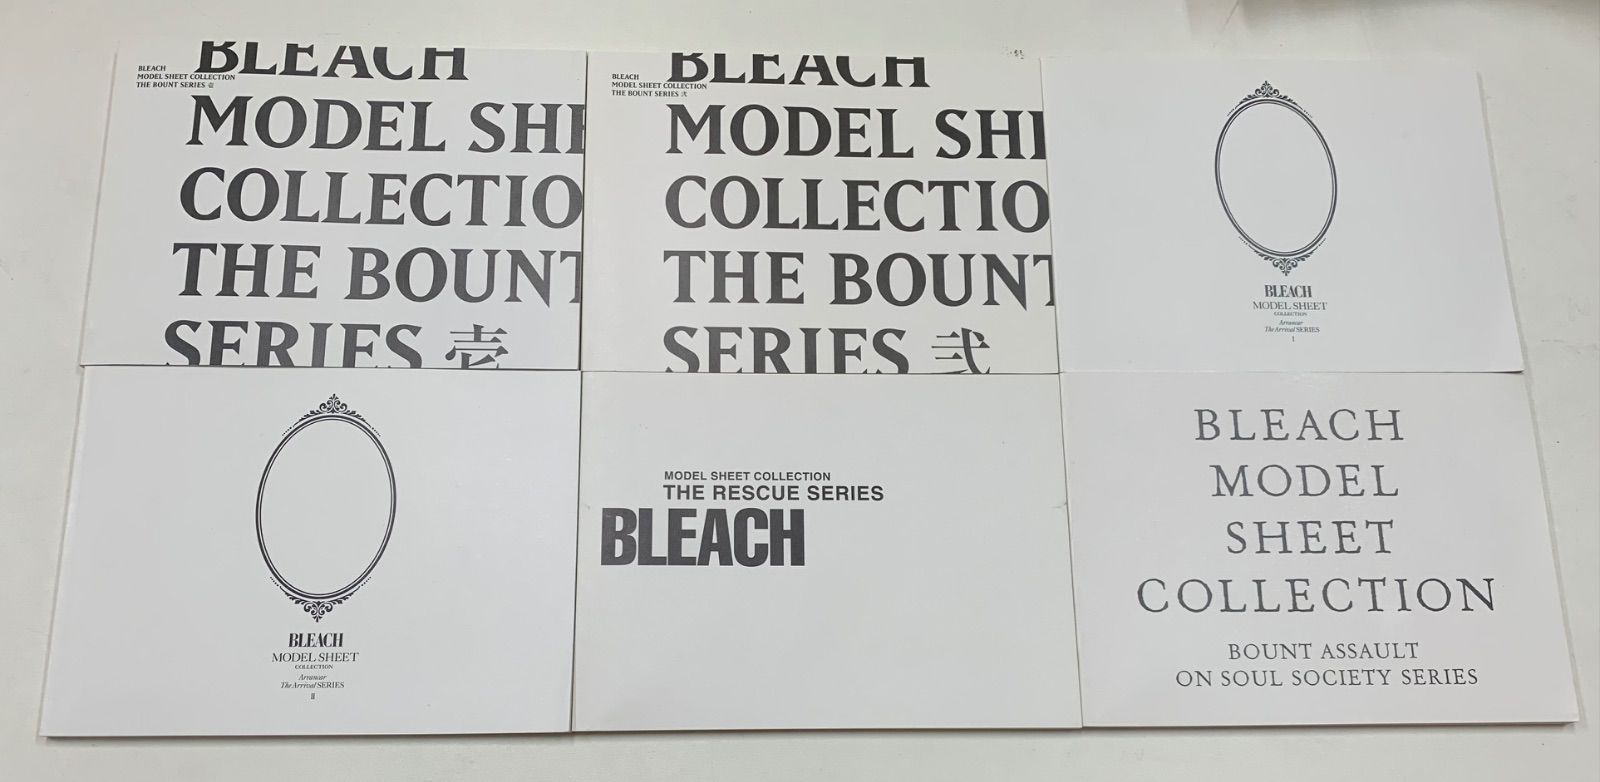 BLEACH
MODEL SHEET COLLECTION
THE BOUNT SERIES 壱
BLEACH
MODEL SHE
COLLECTIO
THE BOUNT
SERIES 壱
BLEACH
MODEL SHEET COLLECTION
THE BOUNT SERIES 弐
BLEACH
MODEL SHE
COLLECTIO
THE BOUNT
SERIES 弐
BLEACH
MODEL SHEET
COLLECTION
Arrancar
The Arrival SERIES
I
BLEACH
MODEL SHEET
COLLECTION
Arrancar
The Arrival SERIES
II
MODEL SHEET COLLECTION
THE RESCUE SERIES
BLEACH
BLEACH
MODEL
SHEET
COLLECTION
BOUNT ASSAULT
ON SOUL SOCIETY SERIES